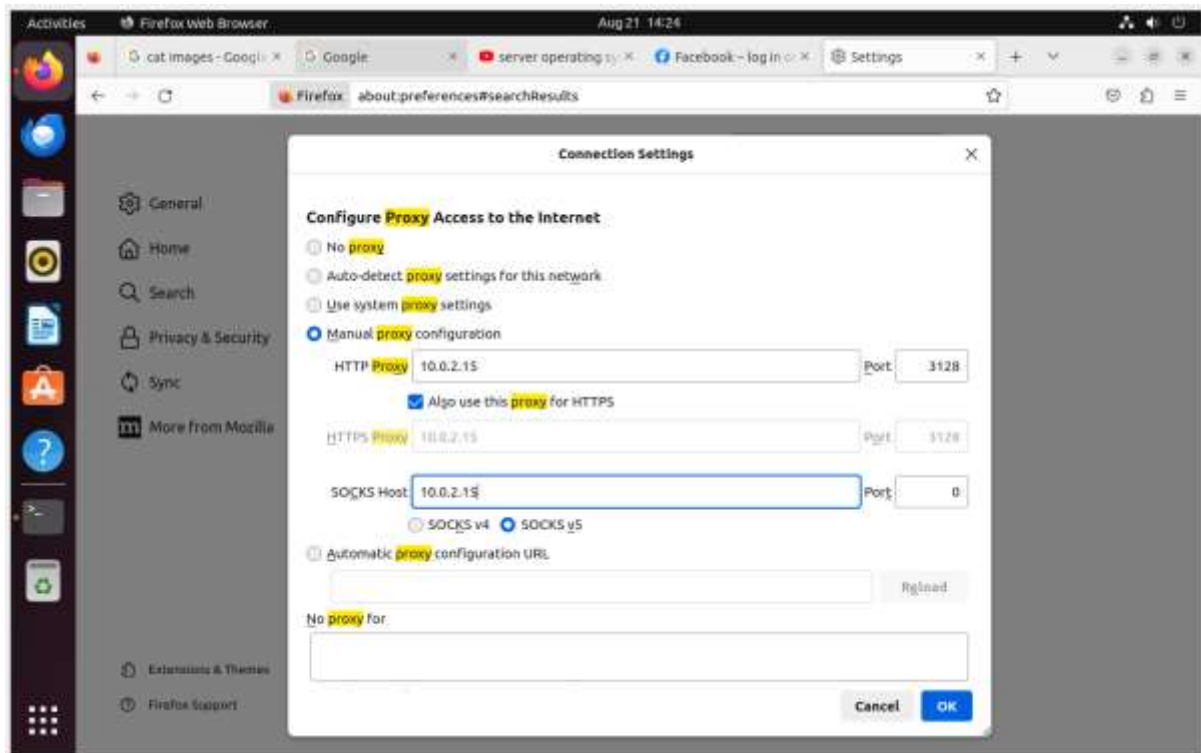 Activities Firefox Web Browser Aug 21 14:24
cat images - Googl Google server operating sy Facebook – log in or Settings
Firefox about:preferences#searchResults
Connection Settings
General
Home
Search
Privacy & Security
Sync
More from Mozilla
Extensions & Themes
Firefox Support
Configure Proxy Access to the Internet
No proxy
Auto-detect proxy settings for this network
Use system proxy settings
Manual proxy configuration
HTTP Proxy 10.0.2.15 Port 3128
Also use this proxy for HTTPS
HTTPS Proxy 10.0.2.15 Port 3128
SOCKS Host 10.0.2.15 Port 0
SOCKS v4 SOCKS v5
Automatic proxy configuration URL
Reload
No proxy for
Cancel OK